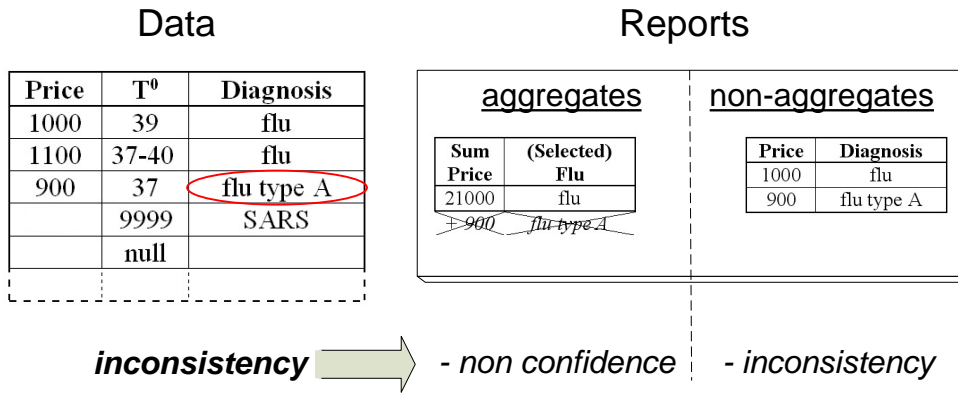 Data
Price T⁰ Diagnosis
1000 39 flu
1100 37-40 flu
900 37 flu type A
9999 SARS
null
Reports
aggregates
Sum (Selected)
Price Flu
21000 flu
+ 900 flu type A
non-aggregates
Price Diagnosis
1000 flu
900 flu type A
inconsistency
- non confidence
- inconsistency